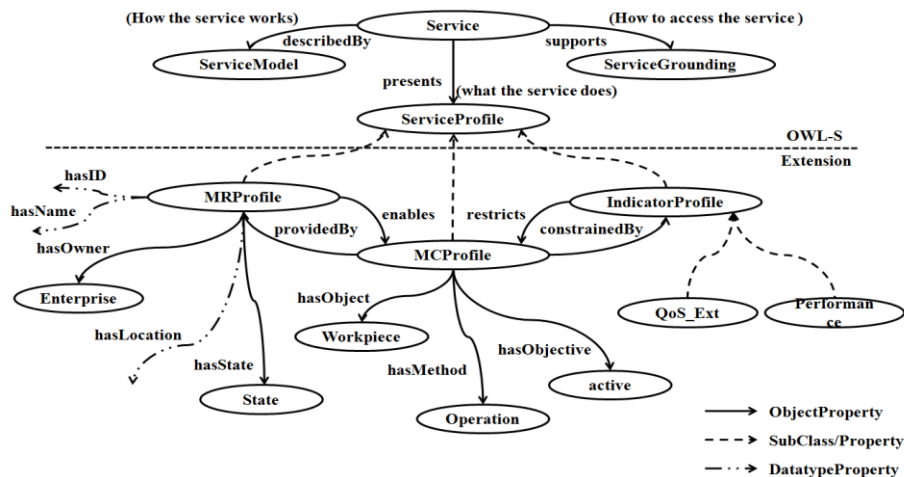 (How the service works)
Service
(How to access the service )
describedBy
supports
ServiceModel
ServiceGrounding
presents
(what the service does)
ServiceProfile
OWL-S
Extension
hasID
MRProfile
IndicatorProfile
hasName
enables
restricts
providedBy
constrainedBy
hasOwner
MCProfile
Enterprise
hasObject
QoS_Ext
Performa
nce
hasLocation
Workpiece
hasObjective
hasState
hasMethod
active
State
Operation
ObjectProperty
SubClass/Property
DatatypeProperty